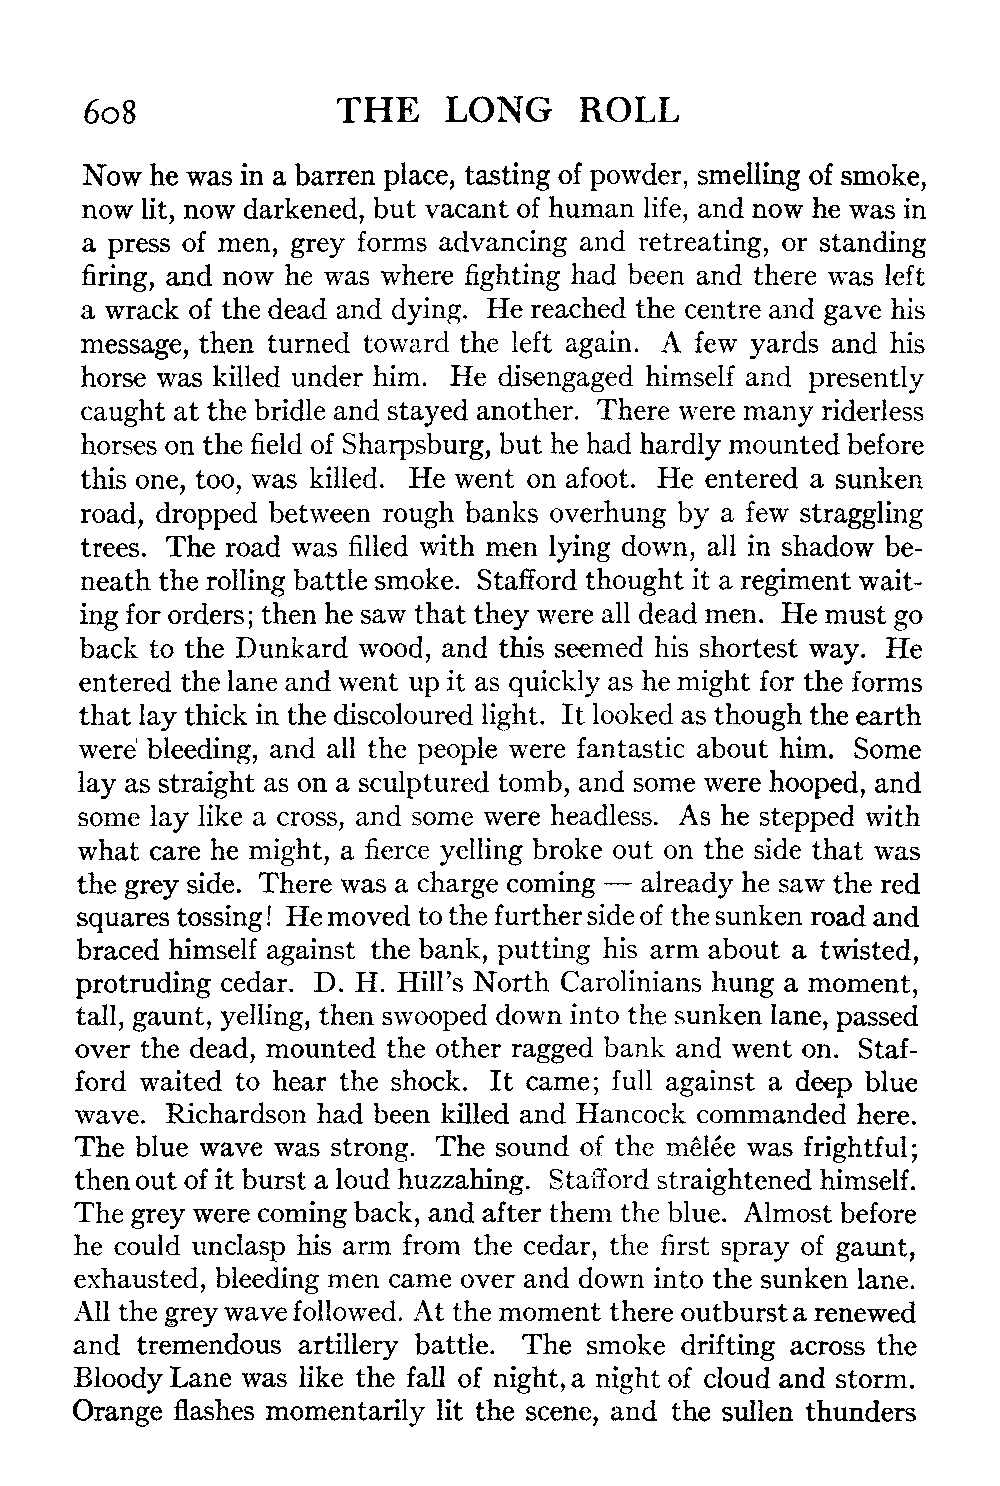 608 THE LONG ROLL
Now he was in a barren place, tasting of powder, smelling of smoke,
now lit, now darkened, but vacant of human life, and now he was in
a press of men, grey forms advancing and retreating, or standing
firing, and now he was where fighting had been and there was left
a wrack of the dead and dying. He reached the centre and gave his
message, then turned toward the left again. A few yards and his
horse was killed under him. He disengaged himself and presently
caught at the bridle and stayed another. There were many riderless
horses on the field of Sharpsburg, but he had hardly mounted before
this one, too, was killed. He went on afoot. He entered a sunken
road, dropped between rough banks overhung by a few straggling
trees. The road was filled with men lying down, all in shadow be-
neath the rolling battle smoke. Stafford thought it a regiment wait-
ing for orders; then he saw that they were all dead men. He must go
back to the Dunkard wood, and this seemed his shortest way. He
entered the lane and went up it as quickly as he might for the forms
that lay thick in the discoloured light. It looked as though the earth
were bleeding, and all the people were fantastic about him. Some
lay as straight as on a sculptured tomb, and some were hooped, and
some lay like a cross, and some were headless. As he stepped with
what care he might, a fierce yelling broke out on the side that was
the grey side. There was a charge coming — already he saw the red
squares tossing! He moved to the further side of the sunken road and
braced himself against the bank, putting his arm about a twisted,
protruding cedar. D. H. Hill's North Carolinians hung a moment,
tall, gaunt, yelling, then swooped down into the sunken lane, passed
over the dead, mounted the other ragged bank and went on. Staf-
ford waited to hear the shock. It came; full against a deep blue
wave. Richardson had been killed and Hancock commanded here.
The blue wave was strong. The sound of the mêlée was frightful;
then out of it burst a loud huzzahing. Stafford straightened himself.
The grey were coming back, and after them the blue. Almost before
he could unclasp his arm from the cedar, the first spray of gaunt,
exhausted, bleeding men came over and down into the sunken lane.
All the grey wave followed. At the moment there outburst a renewed
and tremendous artillery battle. The smoke drifting across the
Bloody Lane was like the fall of night, a night of cloud and storm.
Orange flashes momentarily lit the scene, and the sullen thunders